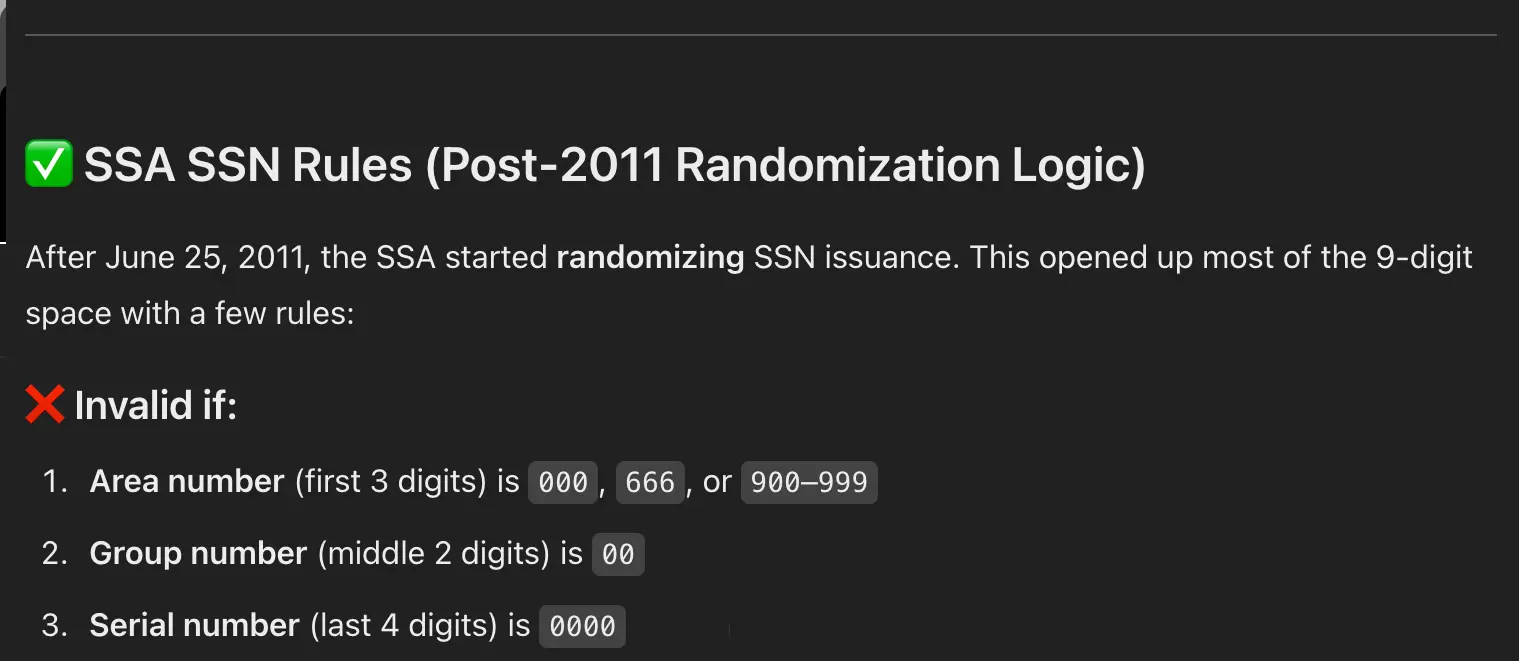 ✅ SSA SSN Rules (Post-2011 Randomization Logic)
After June 25, 2011, the SSA started randomizing SSN issuance. This opened up most of the 9-digit
space with a few rules:
❌ Invalid if:
1. Area number (first 3 digits) is 000, 666, or 900–999
2. Group number (middle 2 digits) is 00
3. Serial number (last 4 digits) is 0000